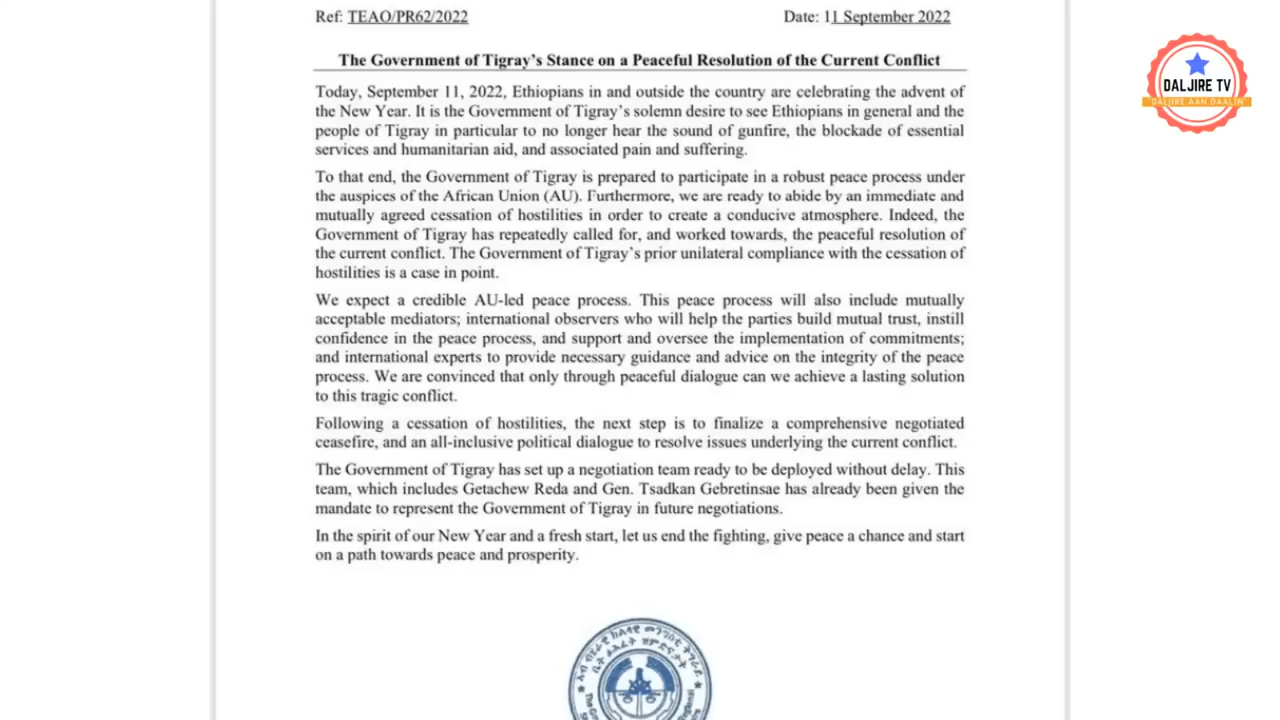 Ref: TEAO/PR62/2022
Date: 11 September 2022
DALJIRE TV
DALJIRE AAN DAALIN
The Government of Tigray's Stance on a Peaceful Resolution of the Current Conflict
Today, September 11, 2022, Ethiopians in and outside the country are celebrating the advent of
the New Year. It is the Government of Tigray's solemn desire to see Ethiopians in general and the
people of Tigray in particular to no longer hear the sound of gunfire, the blockade of essential
services and humanitarian aid, and associated pain and suffering.
To that end, the Government of Tigray is prepared to participate in a robust peace process under
the auspices of the African Union (AU). Furthermore, we are ready to abide by an immediate and
mutually agreed cessation of hostilities in order to create a conducive atmosphere. Indeed, the
Government of Tigray has repeatedly called for, and worked towards, the peaceful resolution of
the current conflict. The Government of Tigray's prior unilateral compliance with the cessation of
hostilities is a case in point.
We expect a credible AU-led peace process. This peace process will also include mutually
acceptable mediators; international observers who will help the parties build mutual trust, instill
confidence in the peace process, and support and oversee the implementation of commitments;
and international experts to provide necessary guidance and advice on the integrity of the peace
process. We are convinced that only through peaceful dialogue can we achieve a lasting solution
to this tragic conflict.
Following a cessation of hostilities, the next step is to finalize a comprehensive negotiated
ceasefire, and an all-inclusive political dialogue to resolve issues underlying the current conflict.
The Government of Tigray has set up a negotiation team ready to be deployed without delay. This
team, which includes Getachew Reda and Gen. Tsadkan Gebretinsae has already been given the
mandate to represent the Government of Tigray in future negotiations.
In the spirit of our New Year and a fresh start, let us end the fighting, give peace a chance and start
on a path towards peace and prosperity.